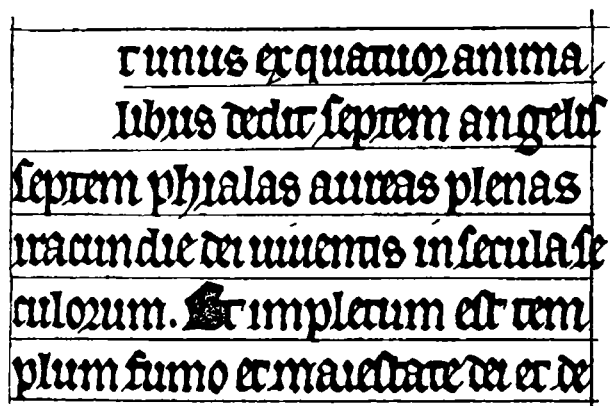 t unus ex quatuor anima
libus dedit septem angelis
septem phialas aureas plenas
iracundie dei uiuentis in secula se
culorum. Et impletum est tem
plum fumo et maiestate dei et de